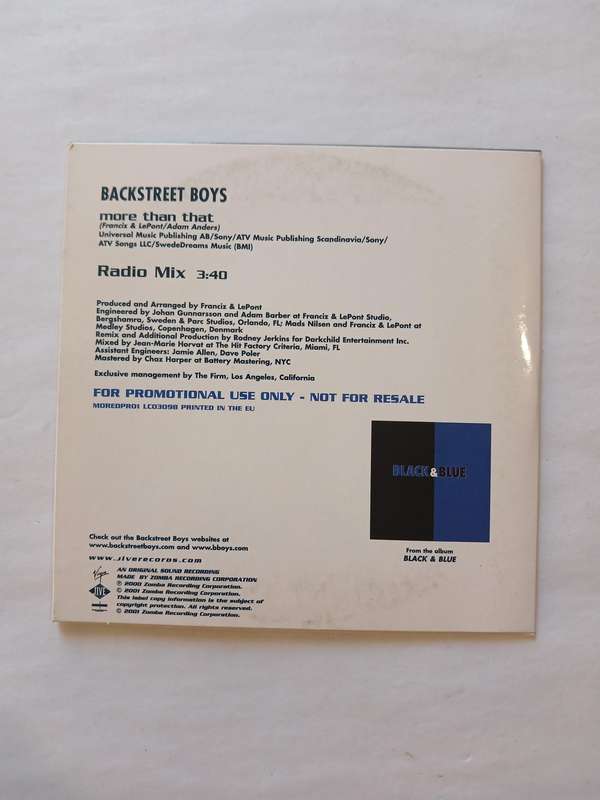 BACKSTREET BOYS
more than that
(Franciz & LePont/Adam Anders)
Universal Music Publishing AB/Sony/ATV Music Publishing Scandinavia/Sony/
ATV Songs LLC/SwedeDreams Music (BMI)
Radio Mix 3:40
Produced and Arranged by Franciz & LePont
Engineered by Johan Gunnarsson and Adam Barber at Franciz & LePont Studio,
Bergshamra, Sweden & Parc Studios, Orlando, FL; Mads Nilsen and Franciz & LePont at
Medley Studios, Copenhagen, Denmark
Remix and Additional Production by Rodney Jerkins for Darkchild Entertainment Inc.
Mixed by Jean-Marie Horvat at The Hit Factory Criteria, Miami, FL
Assistant Engineers: Jamie Allen, Dave Poler
Mastered by Chaz Harper at Battery Mastering, NYC
Exclusive management by The Firm, Los Angeles, California
FOR PROMOTIONAL USE ONLY - NOT FOR RESALE
MOREDPRO1 LC03098 PRINTED IN THE EU
BLACK & BLUE
From the album
BLACK & BLUE
Check out the Backstreet Boys websites at
www.backstreetboys.com and www.bboys.com
www.jiverecords.com
Virgin
JIVE
AN ORIGINAL SOUND RECORDING
MADE BY ZOMBA RECORDING CORPORATION
℗ 2000 Zomba Recording Corporation.
© 2001 Zomba Recording Corporation.
This label copy information is the subject of
copyright protection. All rights reserved.
© 2001 Zomba Recording Corporation.